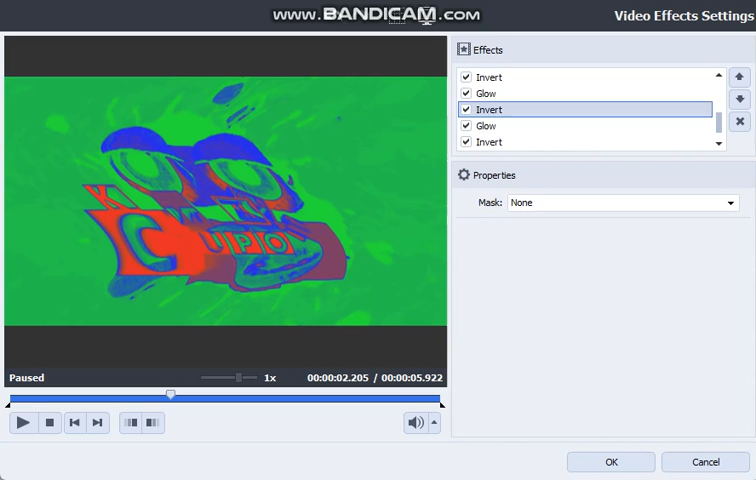 www.BANDICAM.com
Video Effects Settings
Effects
Invert
Glow
Invert
Glow
Invert
Properties
Mask: None
Paused
1x
00:00:02.205 / 00:00:05.922
OK
Cancel